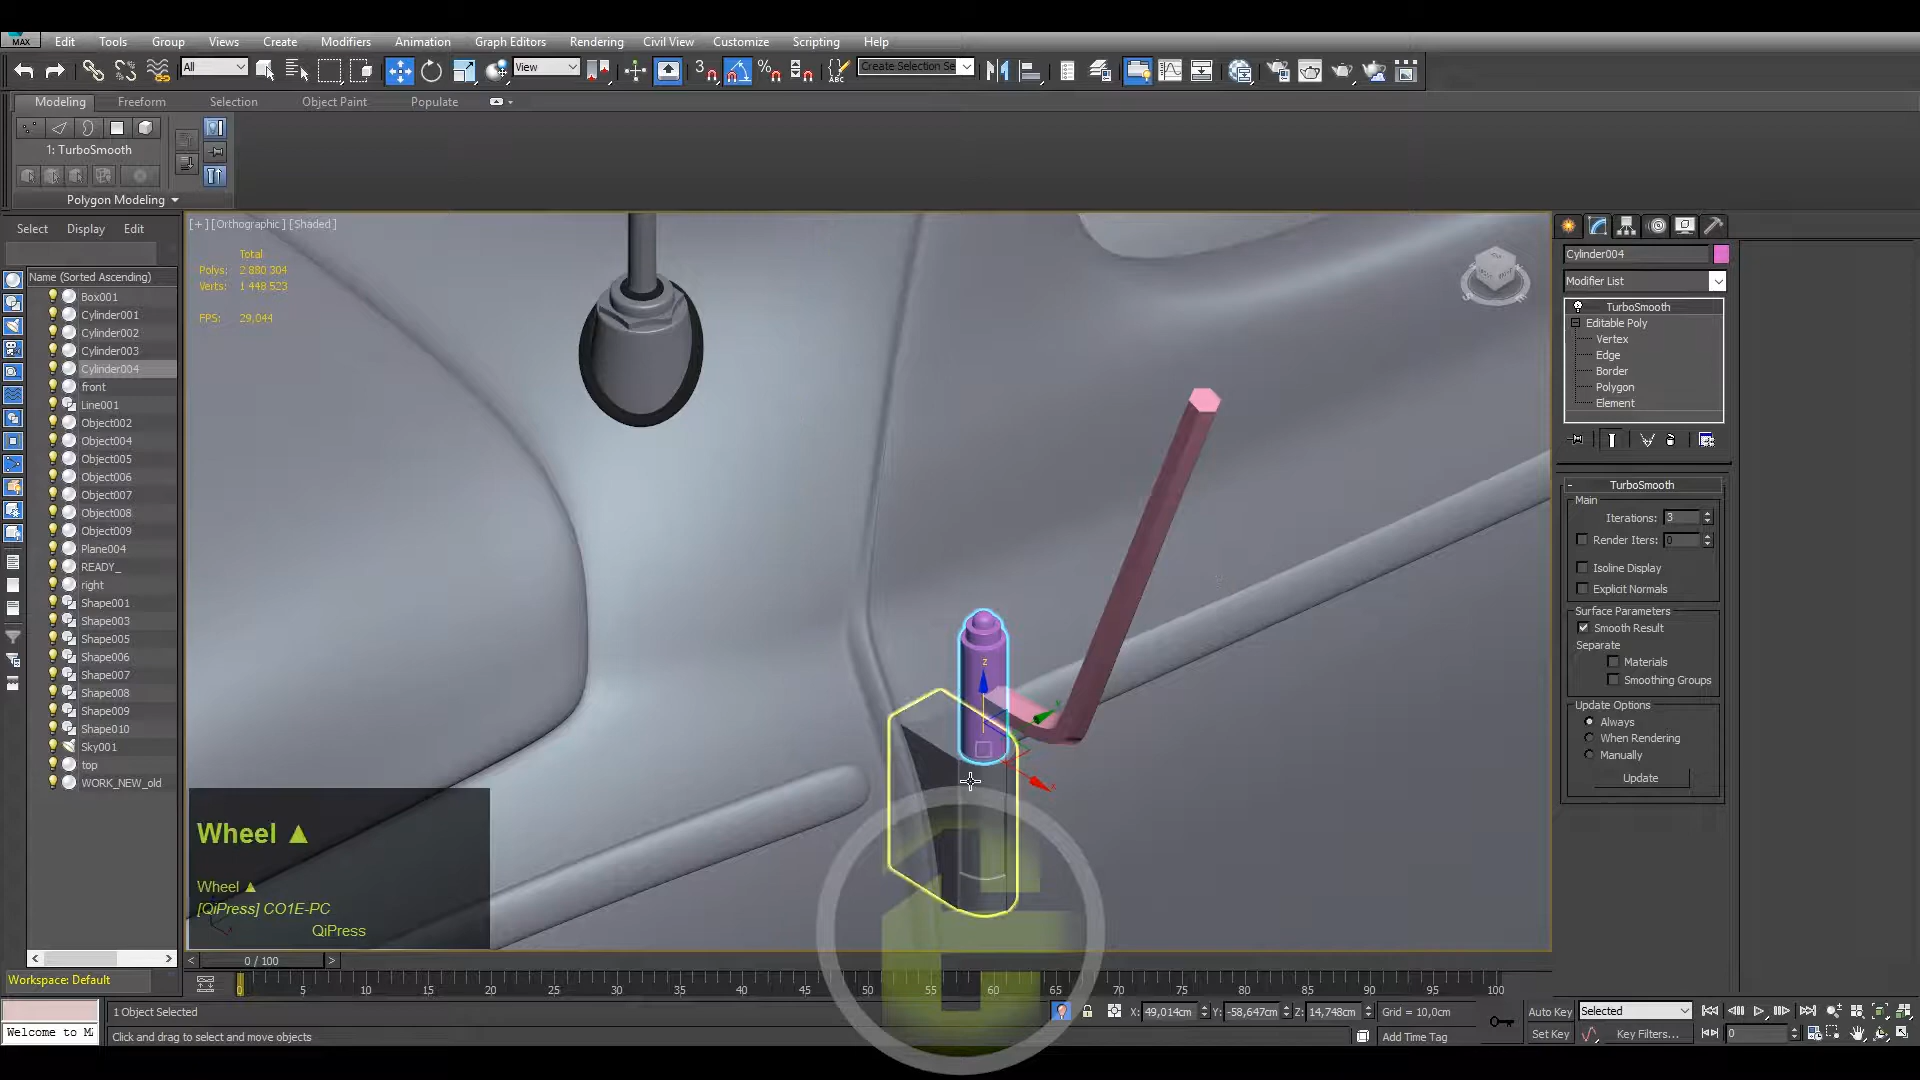 MAX Edit Tools Group Views Create Modifiers Animation Graph Editors Rendering Civil View Customize Scripting Help
All View 3 Create Selection Se
Modeling Freeform Selection Object Paint Populate
1: TurboSmooth
Polygon Modeling
Select Display Edit
Name (Sorted Ascending)
Box001
Cylinder001
Cylinder002
Cylinder003
Cylinder004
front
Line001
Object002
Object004
Object005
Object006
Object007
Object008
Object009
Plane004
READY_
right
Shape001
Shape003
Shape005
Shape006
Shape007
Shape008
Shape009
Shape010
Sky001
top
WORK_NEW_old
[+] [Orthographic] [Shaded]
Total
Polys: 2 880 304
Verts: 1 448 523
FPS: 29,044
z
x
Wheel ▲
Wheel ▲
[QiPress] CO1E-PC
QiPress
Cylinder004
Modifier List
TurboSmooth
Editable Poly
Vertex
Edge
Border
Polygon
Element
- TurboSmooth
Main
Iterations: 3
Render Iters: 0
Isoline Display
Explicit Normals
Surface Parameters
Smooth Result
Separate
Materials
Smoothing Groups
Update Options
Always
When Rendering
Manually
Update
< 0 / 100 >
Workspace: Default
0 5 10 15 20 25 30 35 40 45 50 55 60 65 70 75 80 85 90 95 100
1 Object Selected
X: 49,014cm Y: -58,647cm Z: 14,748cm Grid = 10,0cm
Auto Key Selected
Welcome to M
Click and drag to select and move objects
Add Time Tag
Set Key Key Filters... 0